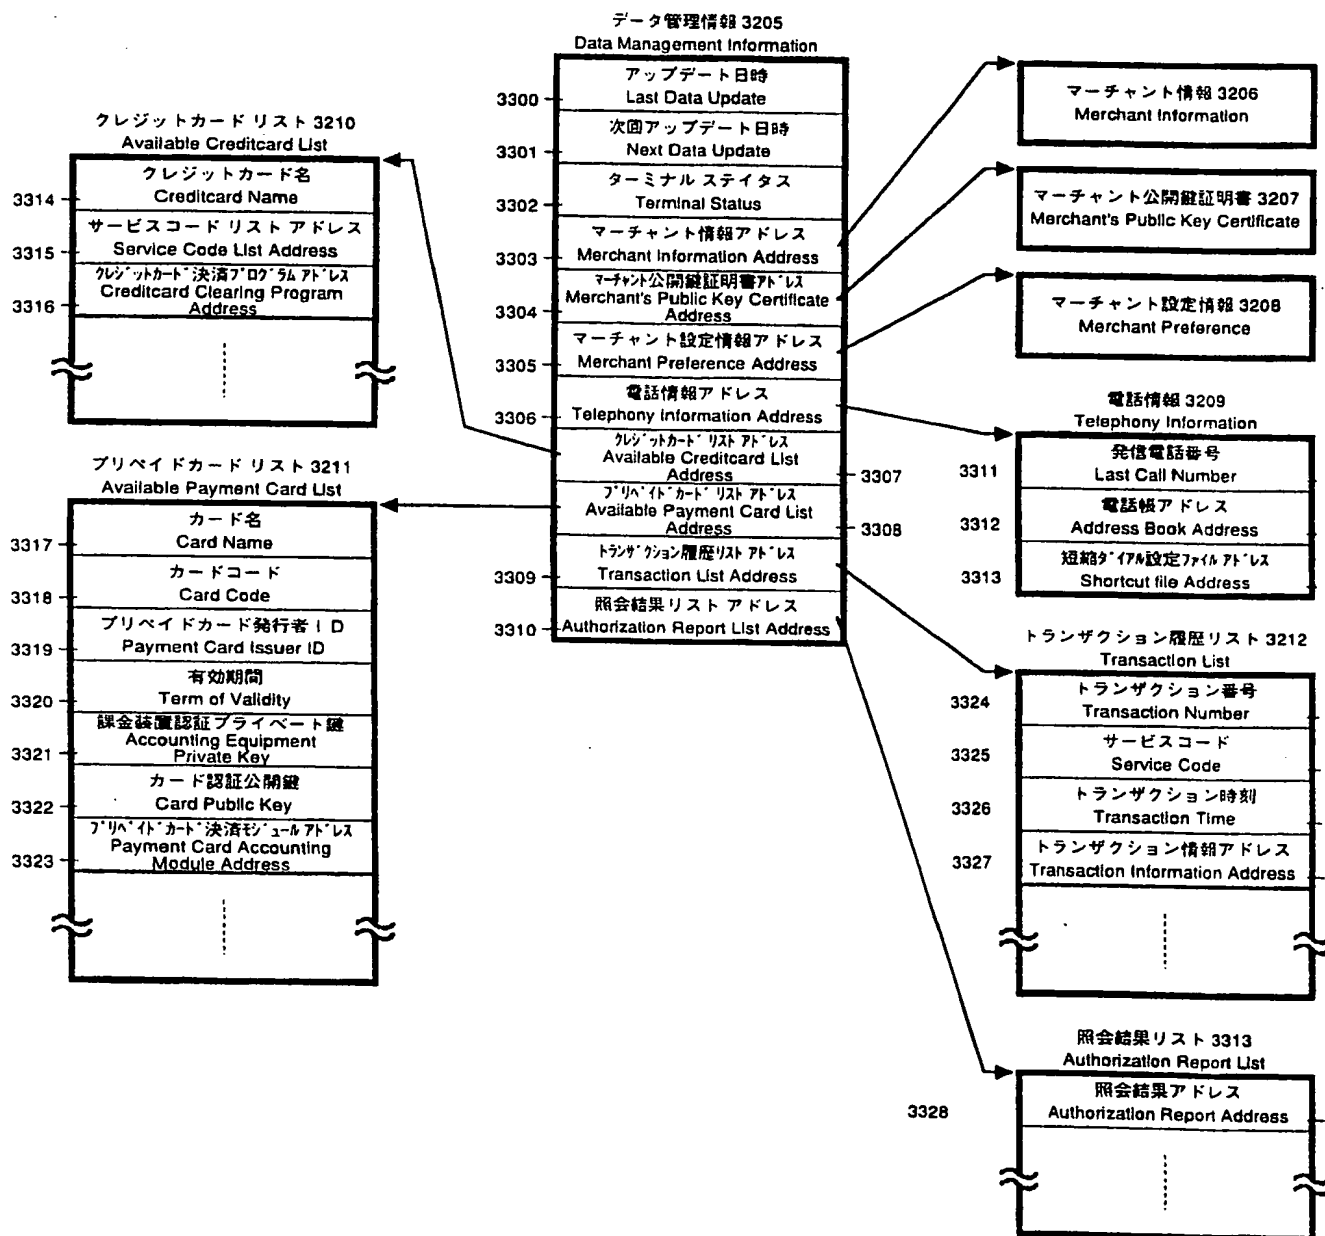 データ管理情報 3205
Data Management Information
3300
アップデート日時
Last Data Update
3301
次回アップデート日時
Next Data Update
3302
ターミナル ステイタス
Terminal Status
3303
マーチャント情報アドレス
Merchant Information Address
3304
マーチャント公開鍵証明書アドレス
Merchant's Public Key Certificate
Address
3305
マーチャント設定情報アドレス
Merchant Preference Address
3306
電話情報アドレス
Telephony Information Address
クレジットカード リスト アドレス
Available Creditcard List
Address
3307
プリペイドカード リスト アドレス
Available Payment Card List
Address
3308
3309
トランザクション履歴リスト アドレス
Transaction List Address
3310
照会結果リスト アドレス
Authorization Report List Address
クレジットカード リスト 3210
Available Creditcard List
3314
クレジットカード名
Creditcard Name
3315
サービスコード リスト アドレス
Service Code List Address
3316
クレジットカード決済プログラム アドレス
Creditcard Clearing Program
Address
プリペイドカード リスト 3211
Available Payment Card List
3317
カード名
Card Name
3318
カードコード
Card Code
3319
プリペイドカード発行者ID
Payment Card Issuer ID
3320
有効期間
Term of Validity
3321
課金装置認証プライベート鍵
Accounting Equipment
Private Key
3322
カード認証公開鍵
Card Public Key
3323
プリペイドカード決済モジュール アドレス
Payment Card Accounting
Module Address
マーチャント情報 3206
Merchant Information
マーチャント公開鍵証明書 3207
Merchant's Public Key Certificate
マーチャント設定情報 3208
Merchant Preference
電話情報 3209
Telephony Information
3311
発信電話番号
Last Call Number
3312
電話帳アドレス
Address Book Address
3313
短縮ダイアル設定ファイル アドレス
Shortcut file Address
トランザクション履歴リスト 3212
Transaction List
3324
トランザクション番号
Transaction Number
3325
サービスコード
Service Code
3326
トランザクション時刻
Transaction Time
3327
トランザクション情報アドレス
Transaction Information Address
照会結果リスト 3313
Authorization Report List
3328
照会結果アドレス
Authorization Report Address